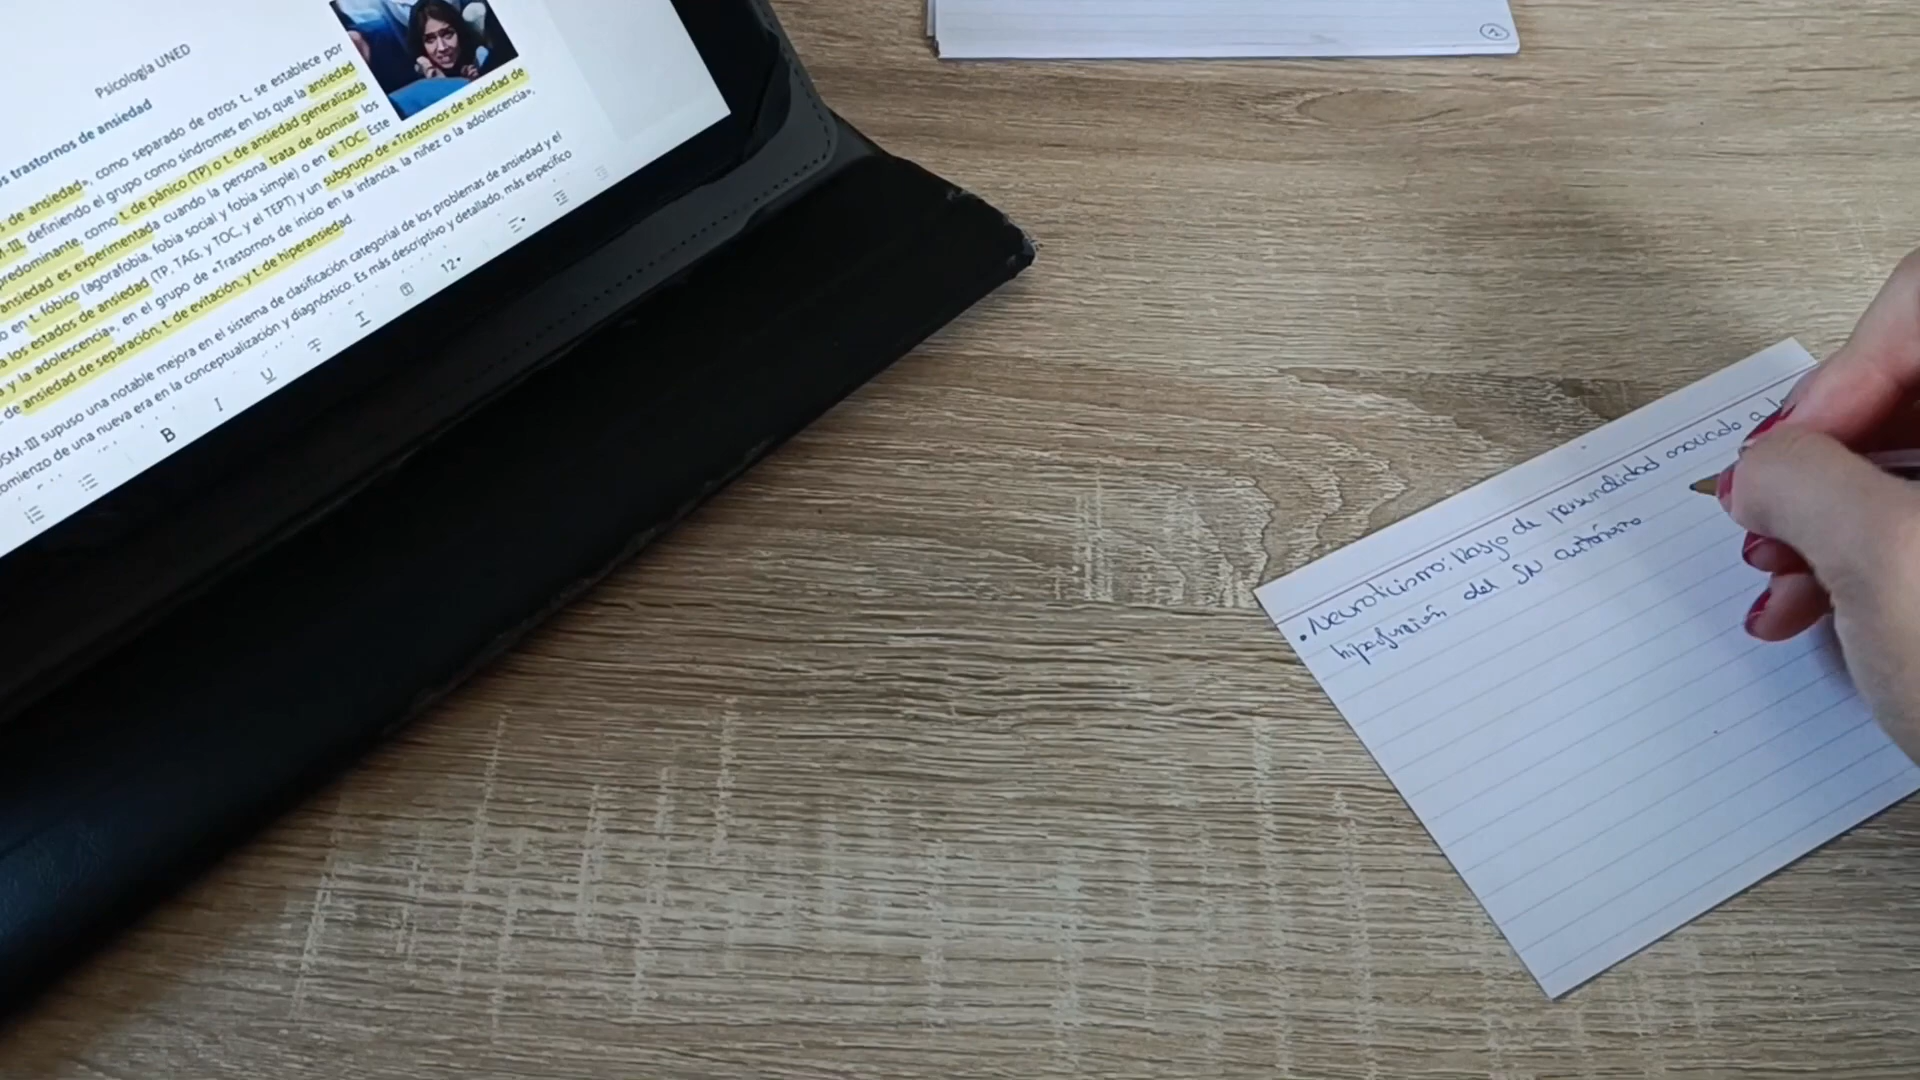 Psicología UNED
s trastornos de ansiedad
s de ansiedad», como separado de otros t., se establece por
M-III, definiendo el grupo como síndromes en los que la ansiedad
predominante, como t. de pánico (TP) o t. de ansiedad generalizada
ansiedad es experimentada cuando la persona trata de dominar los
o en t. fóbico (agorafobia, fobia social y fobia simple) o en el TOC. Este
a los estados de ansiedad (TP, TAG, y TOC, y el TEPT) y un subgrupo de «Trastornos de ansiedad de
a y la adolescencia», en el grupo de «Trastornos de inicio en la infancia, la niñez o la adolescencia»,
de ansiedad de separación, t. de evitación, y t. de hiperansiedad.
DSM-III supuso una notable mejora en el sistema de clasificación categorial de los problemas de ansiedad y el
omienzo de una nueva era en la conceptualización y diagnóstico. Es más descriptivo y detallado, más específico
B I U T T 12
1
• Neuroticismo: Rasgo de personalidad asociado a la
hiperfunción del SN autónomo